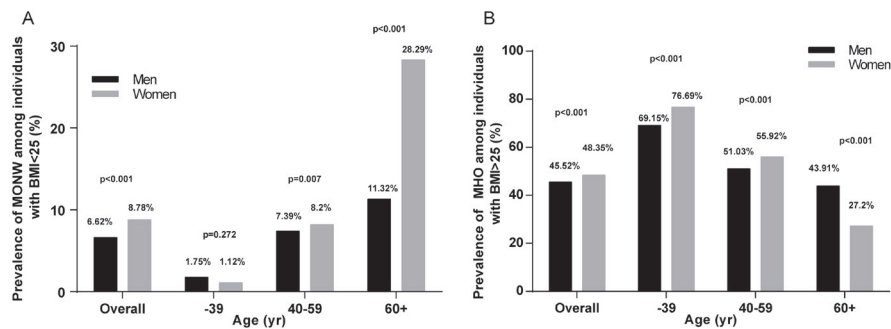 A
Prevalence of MONW among individuals
with BMI<25 (%)
30
20
10
0
Men
Women
p<0.001
6.62%
8.78%
p=0.272
1.75%
1.12%
p=0.007
7.39%
8.2%
p<0.001
11.32%
28.29%
Overall
-39
40-59
60+
Age (yr)
B
Prevalence of MHO among individuals
with BMI>25 (%)
100
80
60
40
20
0
Men
Women
p<0.001
45.52%
48.35%
p<0.001
69.15%
76.69%
p<0.001
51.03%
55.92%
p<0.001
43.91%
27.2%
Overall
-39
40-59
60+
Age (yr)